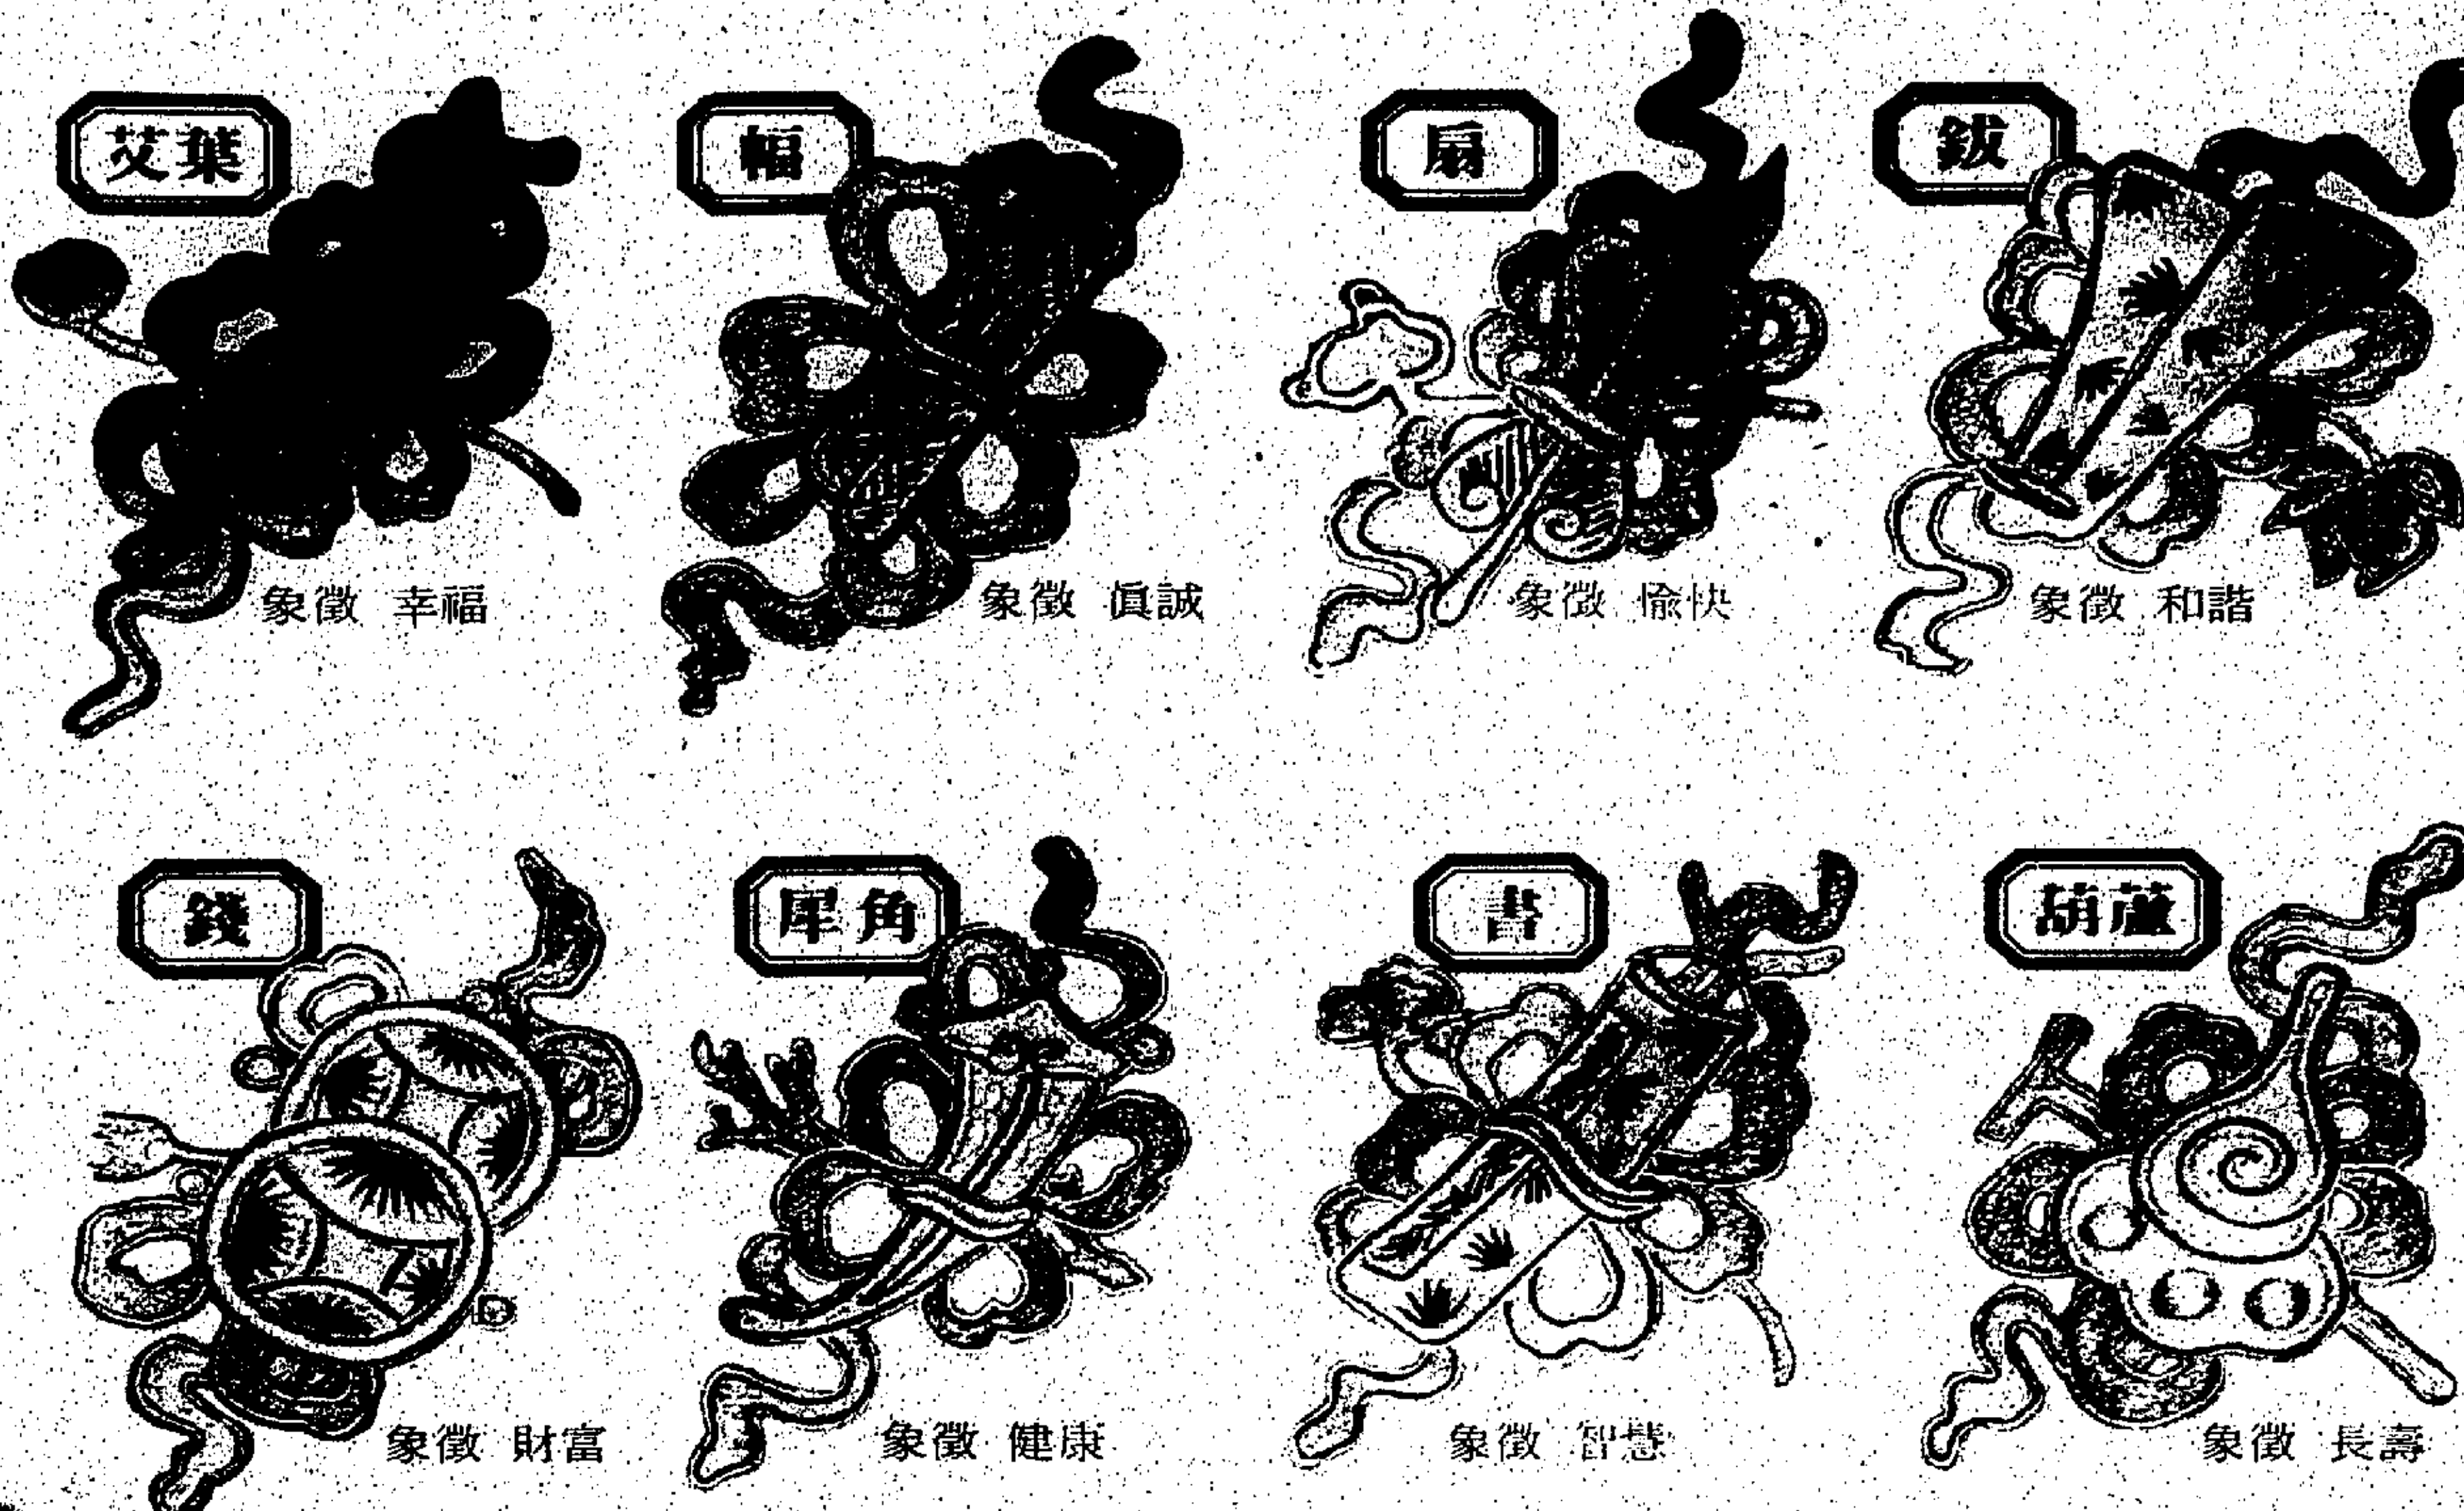 艾葉
幅
扇
鈸
象徵 幸福
象徵 眞誠
象徵 愉快
象徵 和諧
錢
犀角
書
葫蘆
象徵 財富
象徵 健康
象徵 智慧
象徵 長壽